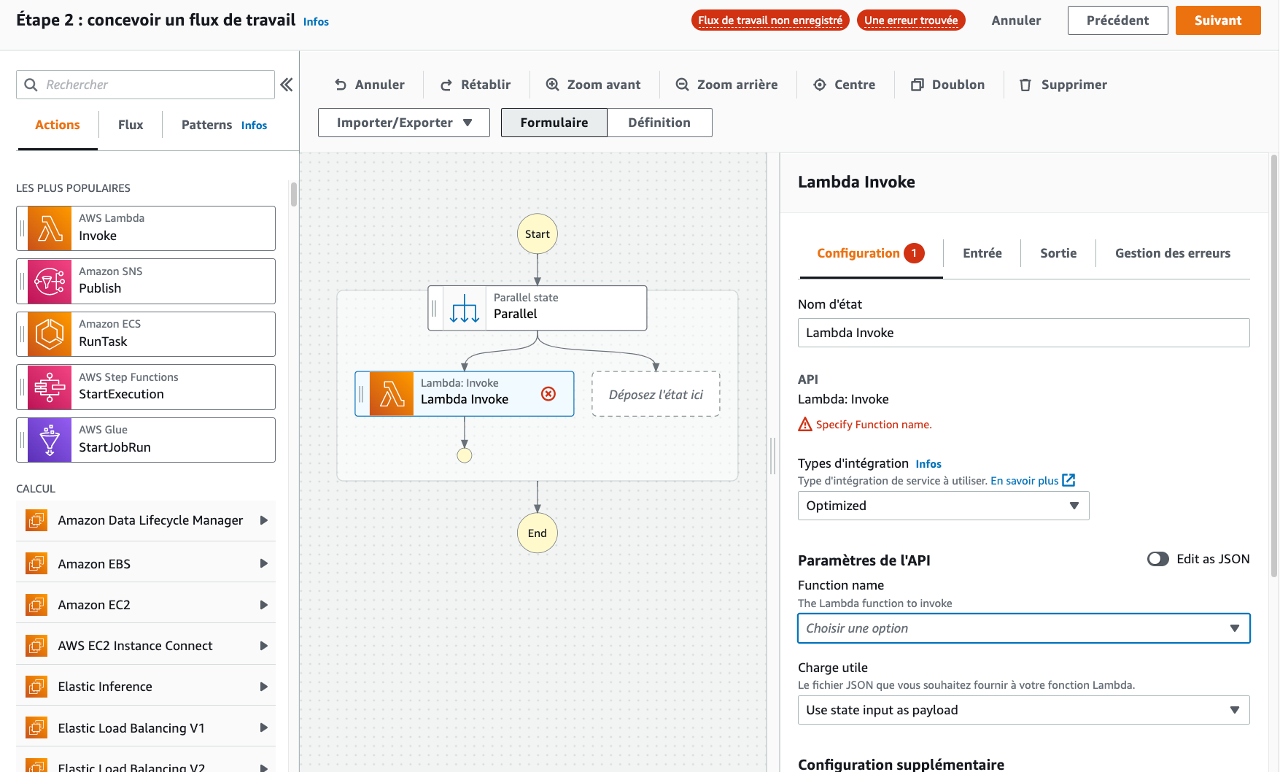 Étape 2 : concevoir un flux de travail Infos
Flux de travail non enregistré
Une erreur trouvée
Annuler
Précédent
Suivant
Rechercher
Actions
Flux
Patterns Infos
LES PLUS POPULAIRES
AWS Lambda
Invoke
Amazon SNS
Publish
Amazon ECS
RunTask
AWS Step Functions
StartExecution
AWS Glue
StartJobRun
CALCUL
Amazon Data Lifecycle Manager
Amazon EBS
Amazon EC2
AWS EC2 Instance Connect
Elastic Inference
Elastic Load Balancing V1
Elastic Load Balancing V2
Annuler
Rétablir
Zoom avant
Zoom arrière
Centre
Doublon
Supprimer
Importer/Exporter
Formulaire
Définition
Start
Parallel state
Parallel
Lambda: Invoke
Lambda Invoke
Déposez l'état ici
End
Lambda Invoke
Configuration 1
Entrée
Sortie
Gestion des erreurs
Nom d'état
Lambda Invoke
API
Lambda: Invoke
Specify Function name.
Types d'intégration Infos
Type d'intégration de service à utiliser. En savoir plus
Optimized
Paramètres de l'API
Edit as JSON
Function name
The Lambda function to invoke
Choisir une option
Charge utile
Le fichier JSON que vous souhaitez fournir à votre fonction Lambda.
Use state input as payload
Configuration supplémentaire